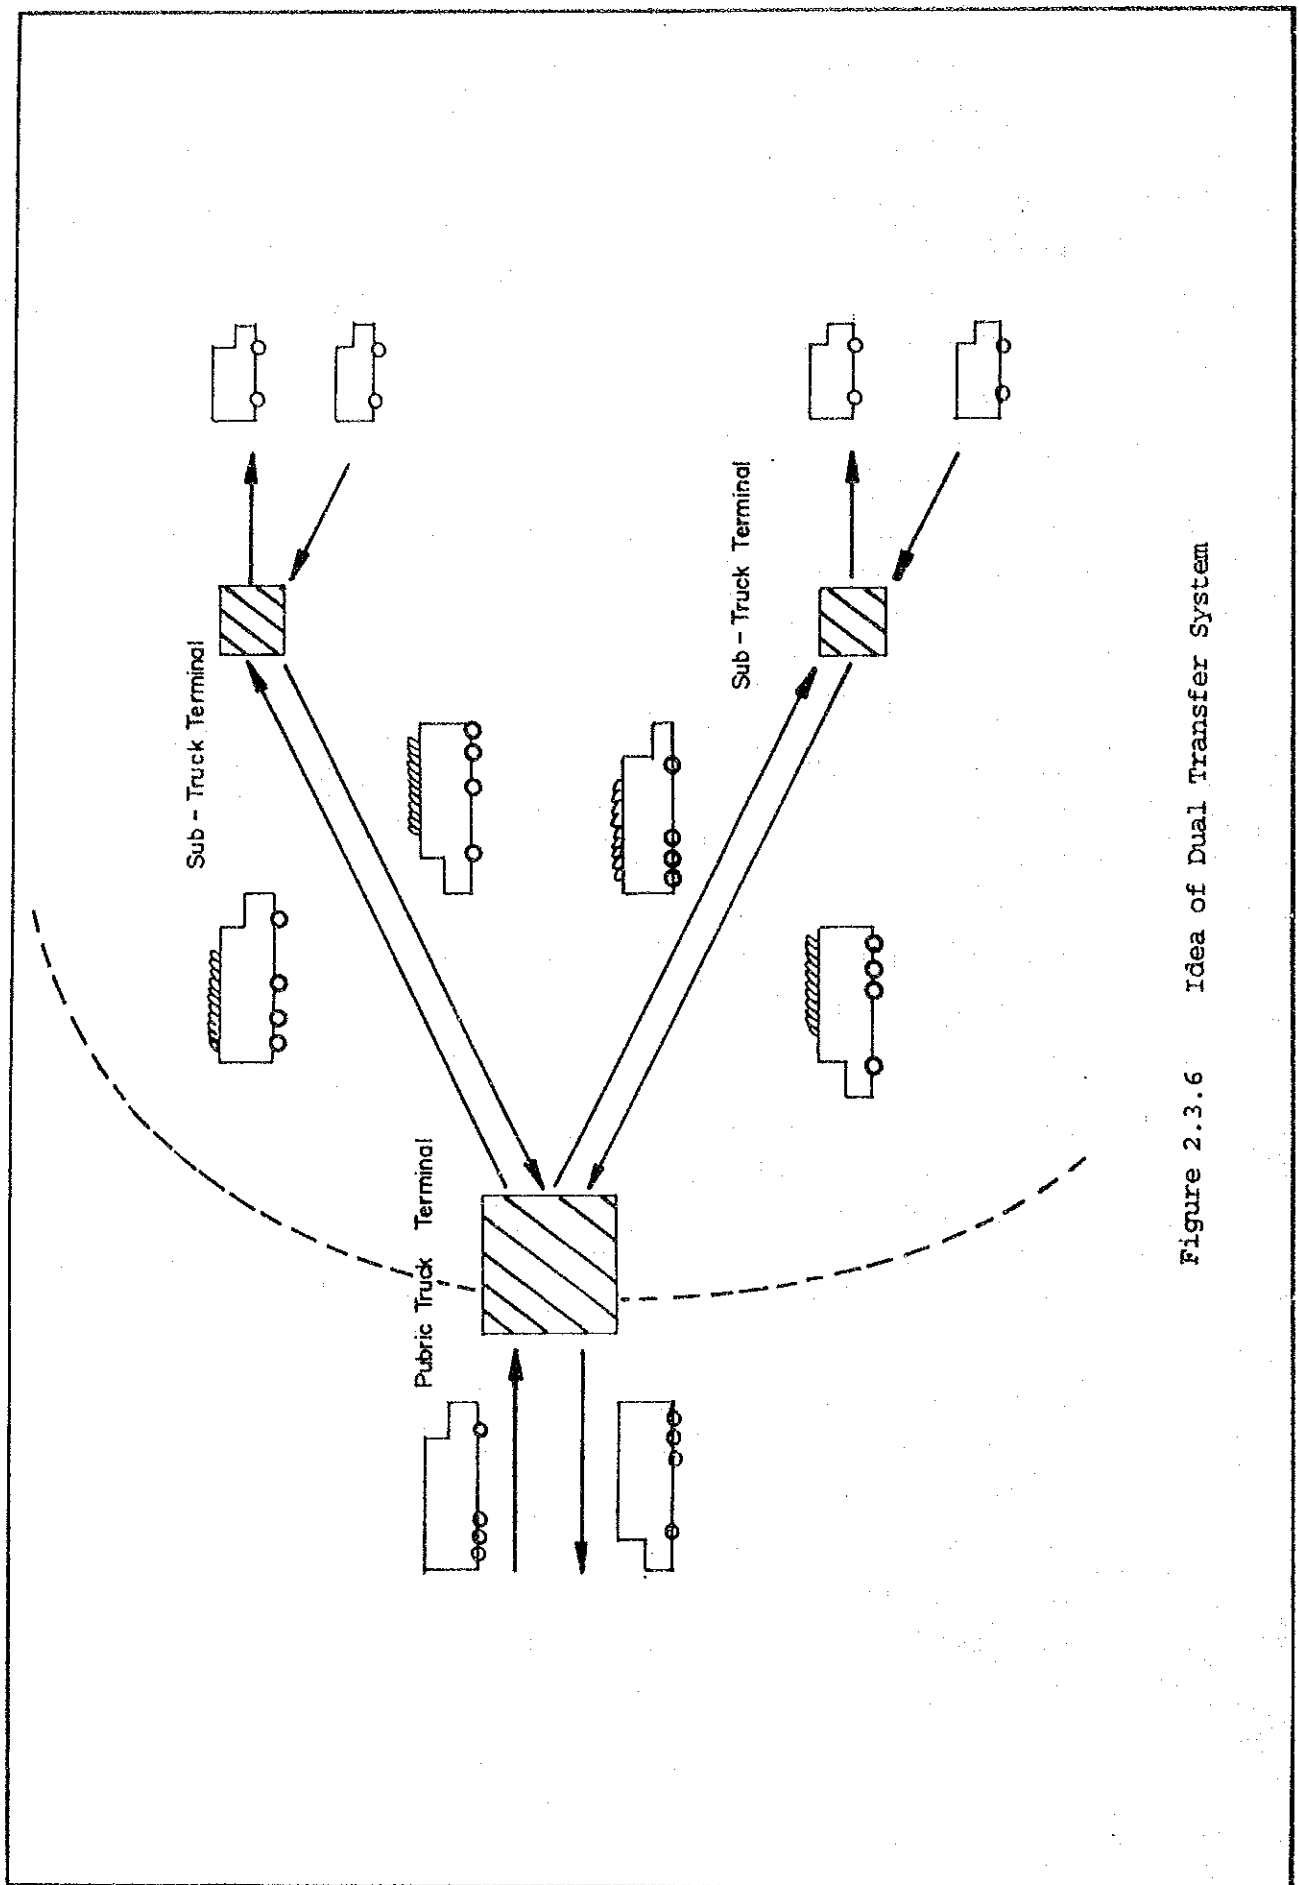 Sub - Truck Terminal
Pubric Truck Terminal
Sub - Truck Terminal
Figure 2.3.6 Idea of Dual Transfer System